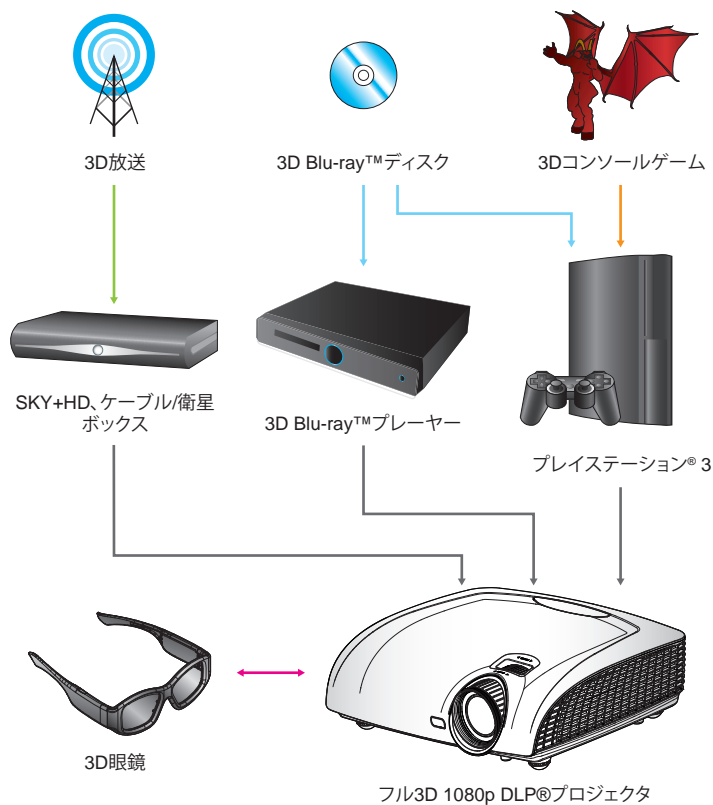 3D放送
3D Blu-ray™ディスク
3Dコンソールゲーム
SKY+HD、ケーブル/衛星
ボックス
3D Blu-ray™プレーヤー
プレイステーション® 3
3D眼鏡
フル3D 1080p DLP®プロジェクタ